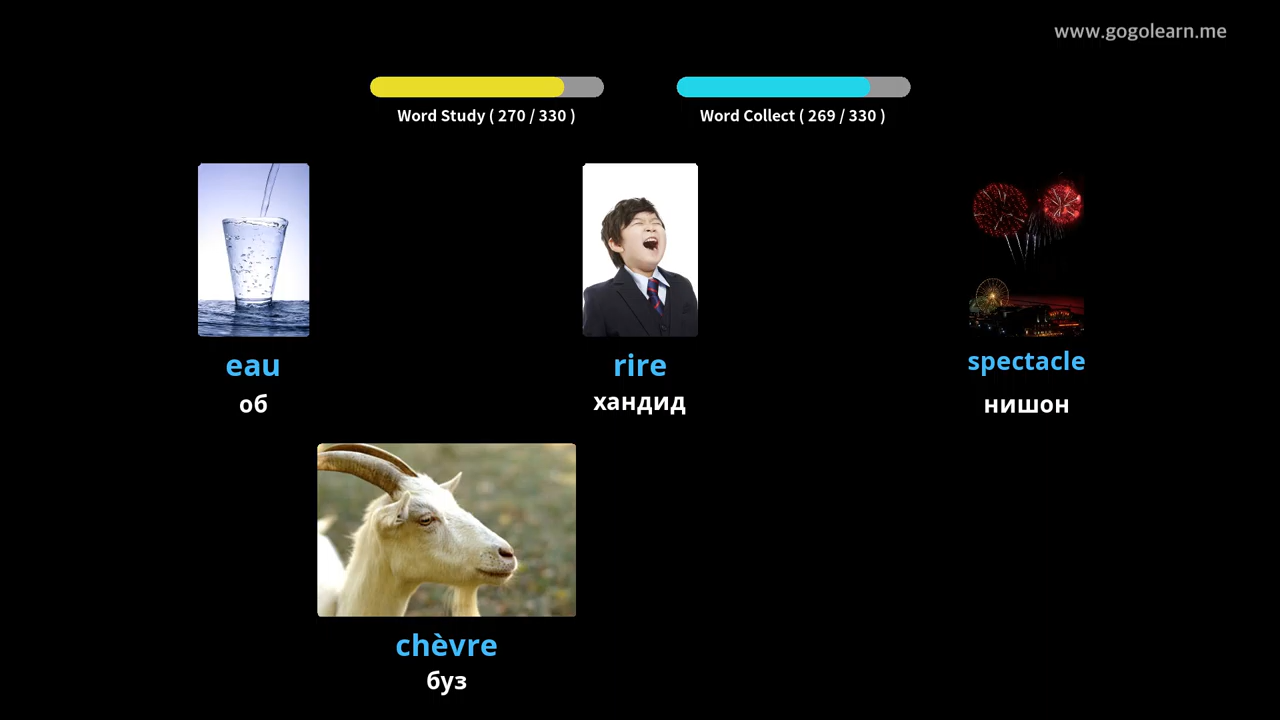 www.gogolearn.me
Word Study ( 270 / 330 )
Word Collect ( 269 / 330 )
eau
об
rire
хандид
spectacle
нишон
chèvre
буз